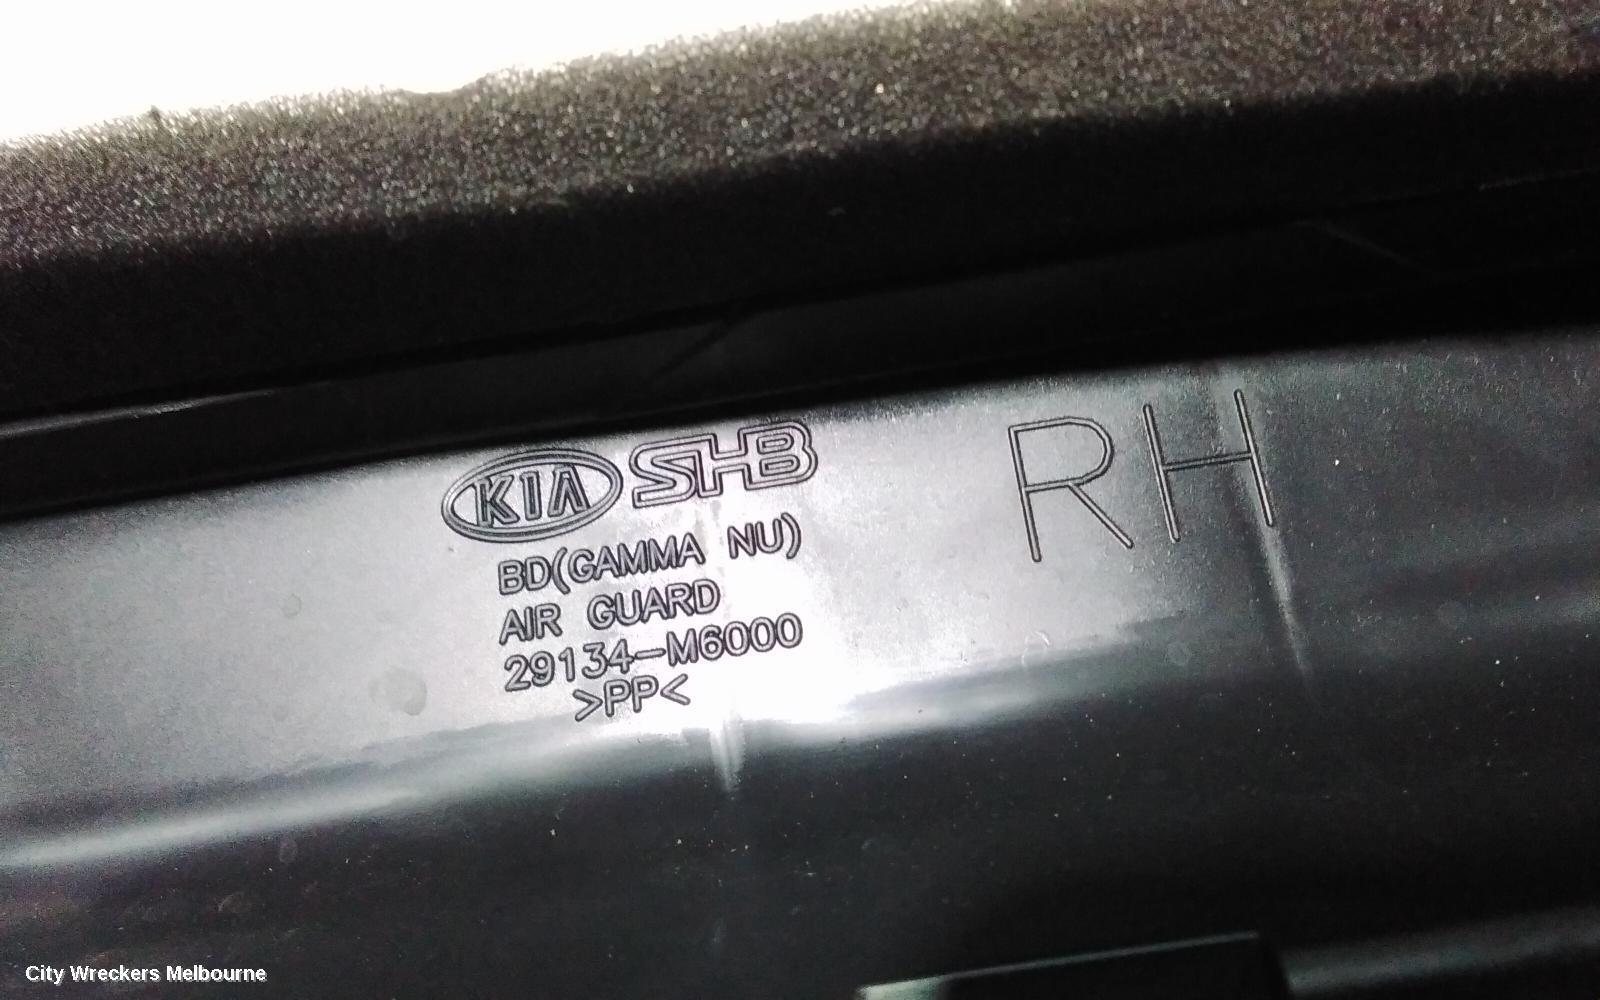 KIA SHB
RH
BD(GAMMA NU)
AIR GUARD
29134-M6000
>PP<
City Wreckers Melbourne